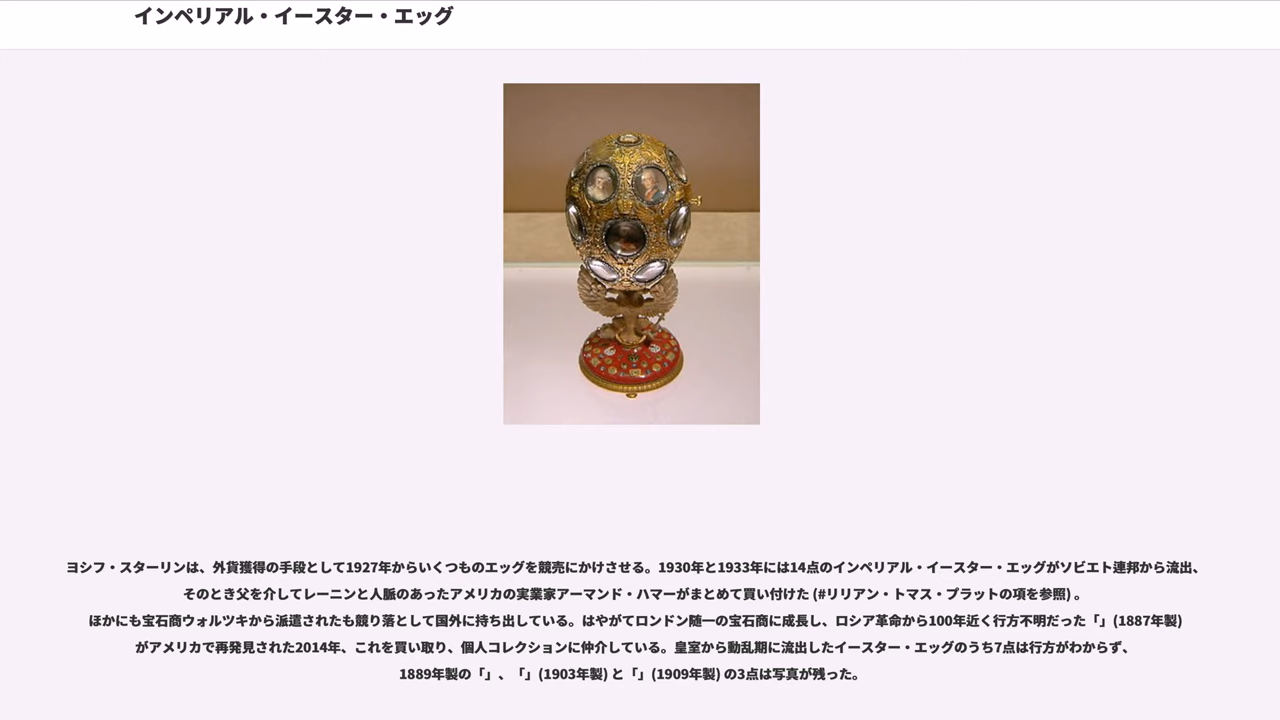 インペリアル・イースター・エッグ
ヨシフ・スターリンは、外貨獲得の手段として1927年からいくつものエッグを競売にかけさせる。1930年と1933年には14点のインペリアル・イースター・エッグがソビエト連邦から流出、
そのとき父を介してレーニンと人脈のあったアメリカの実業家アーマンド・ハマーがまとめて買い付けた (#リリアン・トマス・プラットの項を参照) 。
ほかにも宝石商ウォルツキから派遣されたも競り落として国外に持ち出している。はやがてロンドン随一の宝石商に成長し、ロシア革命から100年近く行方不明だった「」(1887年製)
がアメリカで再発見された2014年、これを買い取り、個人コレクションに仲介している。皇室から動乱期に流出したイースター・エッグのうち7点は行方がわからず、
1889年製の「」、「」(1903年製) と「」(1909年製) の3点は写真が残った。